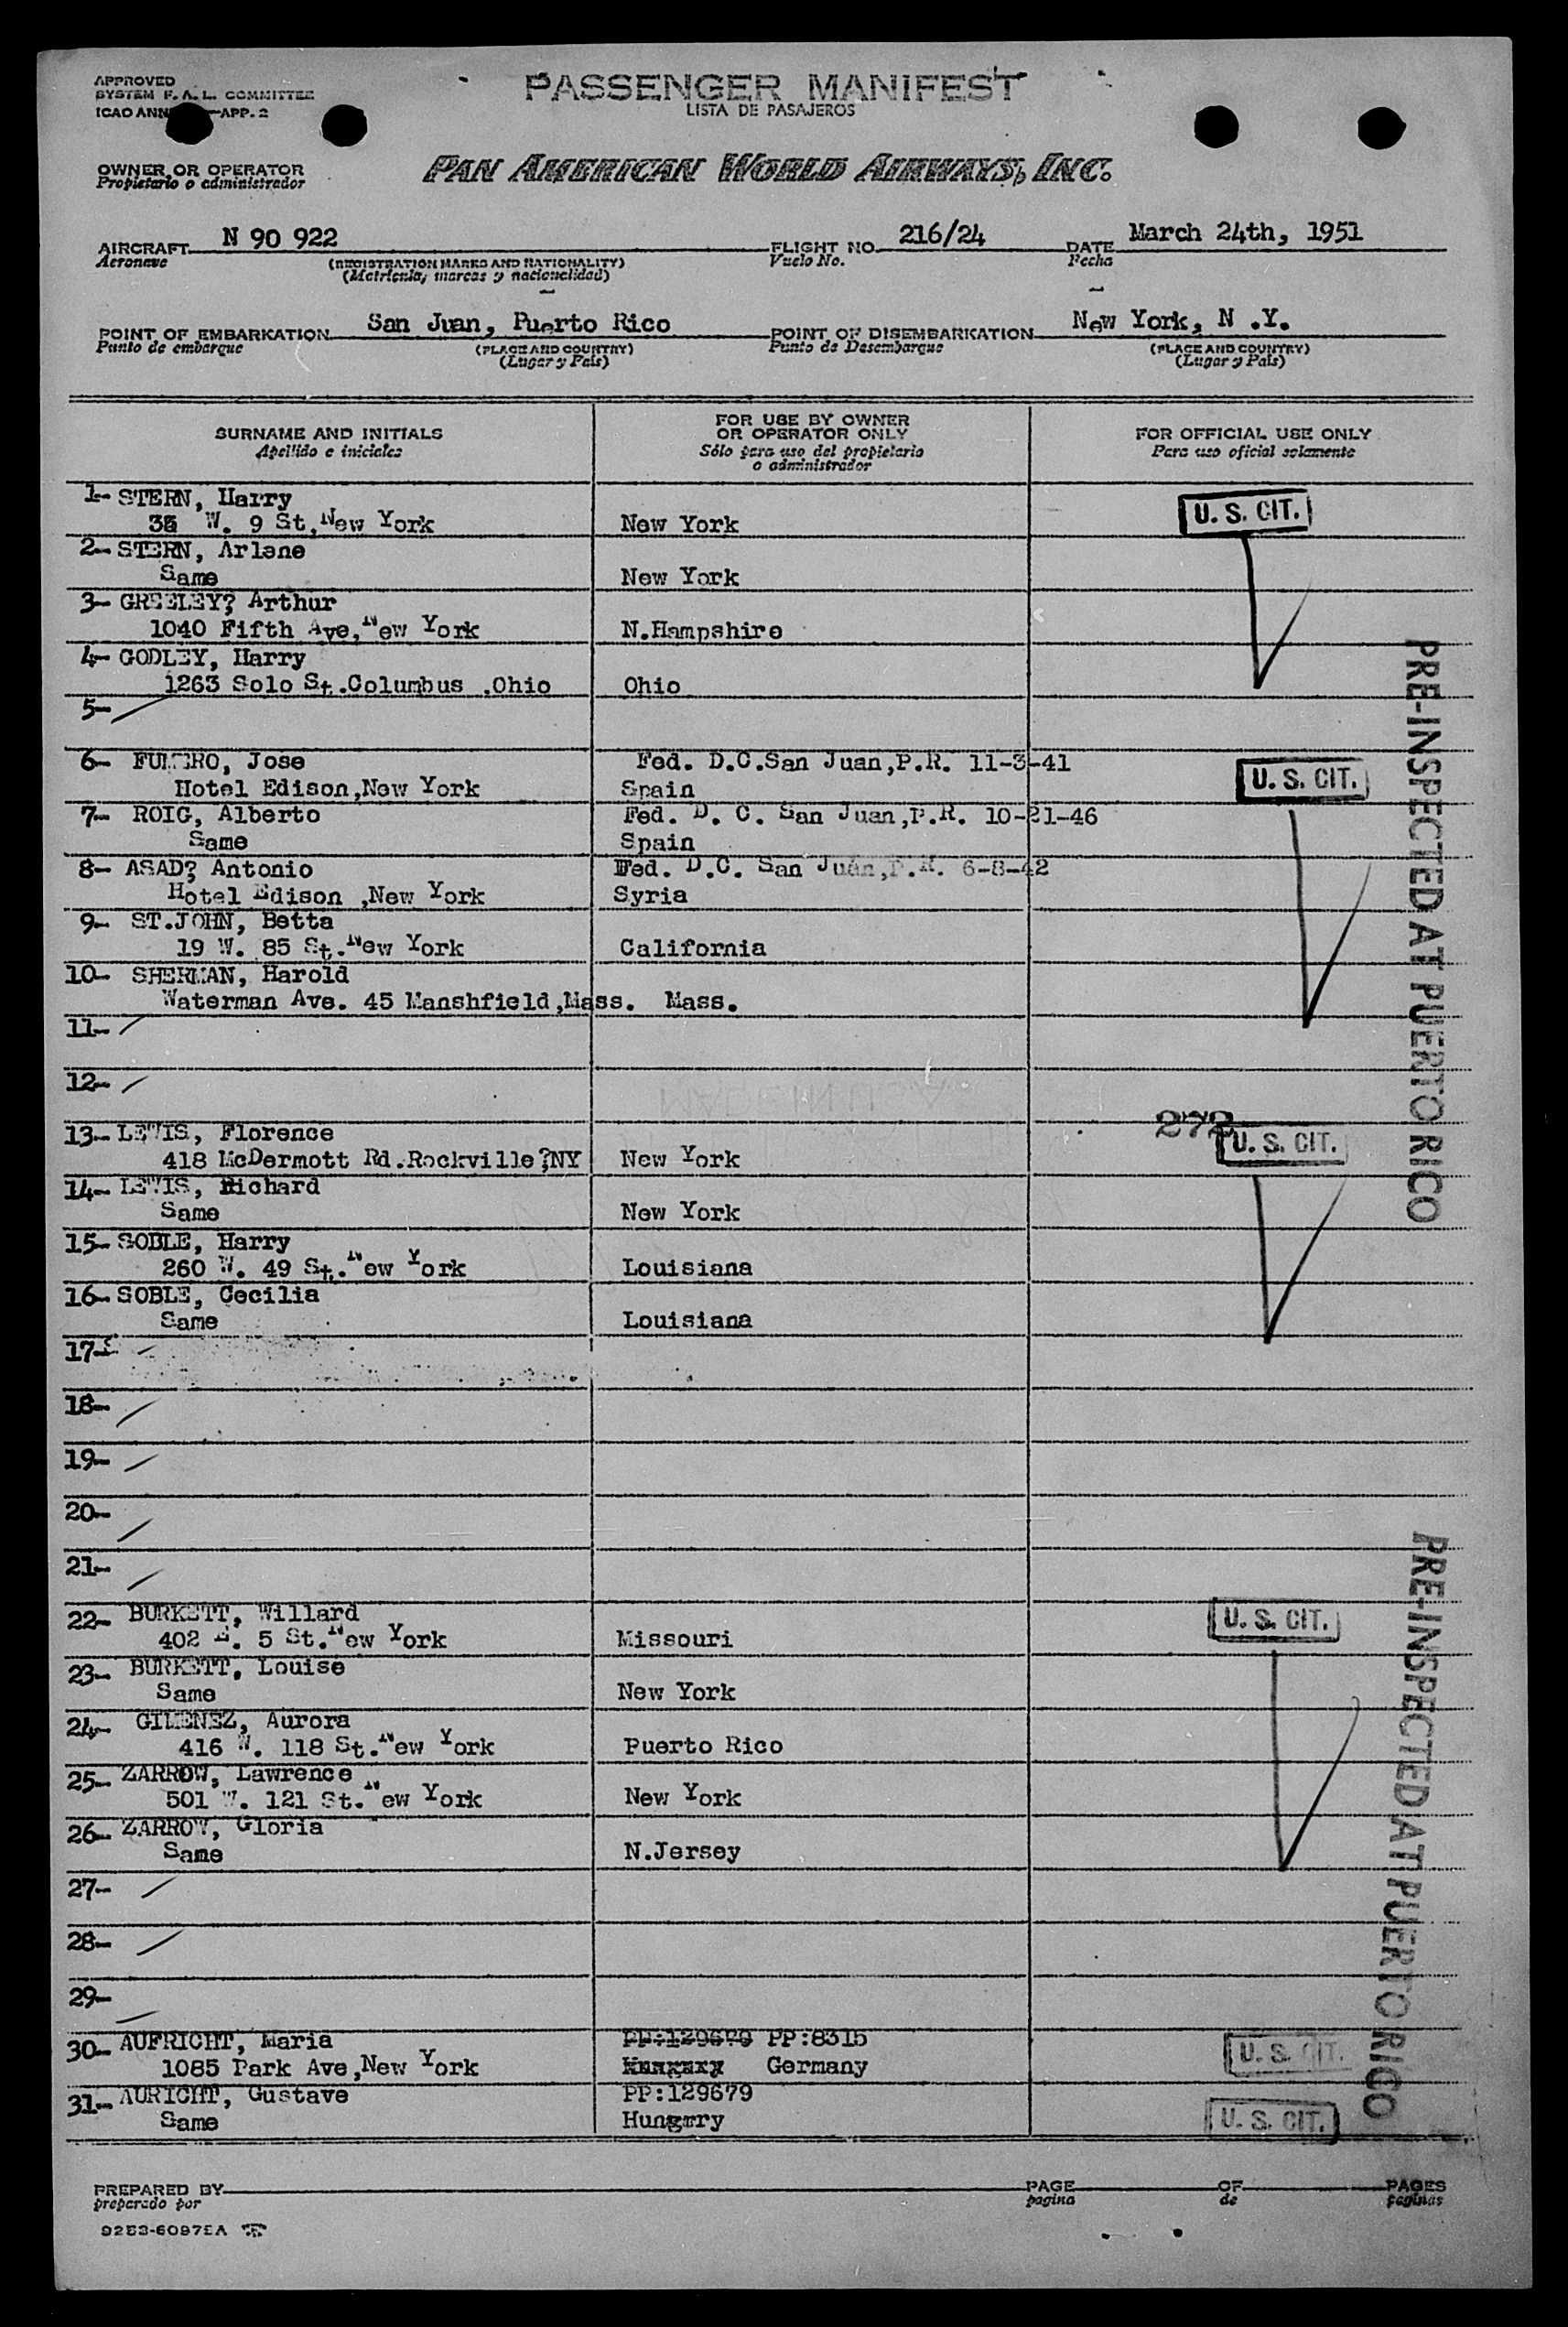 APPROVED
SYSTEM F.A.L. COMMITTEE
ICAO ANN APP. 2
PASSENGER MANIFEST
LISTA DE PASAJEROS
OWNER OR OPERATOR
Propietario o administrador
PAN AMERICAN WORLD AIRWAYS, INC.
AIRCRAFT N 90 922 FLIGHT NO. 216/24 DATE March 24th, 1951
Aeronave (REGISTRATION MARKS AND NATIONALITY) Vuelo No. Fecha
(Matricula, marcas y nacionalidad)
POINT OF EMBARKATION San Juan, Puerto Rico POINT OF DISEMBARKATION New York, N .Y.
Punto de embarque (PLACE AND COUNTRY) Punto de Desembarque (PLACE AND COUNTRY)
(Lugar y País) (Lugar y País)
SURNAME AND INITIALS
Apellido e iniciales
FOR USE BY OWNER
OR OPERATOR ONLY
Sólo para uso del propietario
o administrador
FOR OFFICIAL USE ONLY
Para uso oficial solamente
1- STERN, Harry
W. 9 St, New York New York
U. S. CIT.
2- STERN, Arlene
Same New York
3- GREELEY? Arthur
1040 Fifth Ave, New York N.Hampshire
4- GODLEY, Harry
1263 Solo St.Columbus .Ohio Ohio
5-
6- Jose Fed. D.C.San Juan,P.R. 11-3-41
Hotel Edison,New York Spain
U. S. CIT.
7- ROIG, Alberto Fed. D. C. San Juan,P.R. 10-21-46
Same Spain
8- ASAD? Antonio Fed. D.C. San Juan,P.R. 6-8-42
Hotel Edison ,New York Syria
9- ST.JOHN, Betta
19 W. 85 St. New York California
10- SHERMAN, Harold
Waterman Ave. 45 Manshfield,Mass. Mass.
11-
12-
13- LEWIS, Florence 272
418 McDermott Rd.Rockville?NY New York
U. S. CIT.
14- LEWIS, Richard
Same New York
15- SOBLE, Harry
260 W. 49 St. New York Louisiana
16- SOBLE, Cecilia
Same Louisiana
17-
18-
19-
20-
21-
22- BURKETT, Willard
402 E. 5 St. New York Missouri
U. S. CIT.
23- BURKETT, Louise
Same New York
24- GIMENEZ, Aurora
416 W. 118 St. New York Puerto Rico
25- ZARROW, Lawrence
501 W. 121 St. New York New York
26- ZARROW, Gloria
Same N.Jersey
27-
28-
29-
30- AUFRICHT, Maria PP:129679 PP:8315
1085 Park Ave,New York Germany
U. S. CIT.
31- AURICHT, Gustave PP:129679
Same Hungary
U. S. CIT.
PRE-INSPECTED AT PUERTO RICO
PRE-INSPECTED AT PUERTO RICO
PREPARED BY PAGE OF PAGES
preparado por pagina de paginas